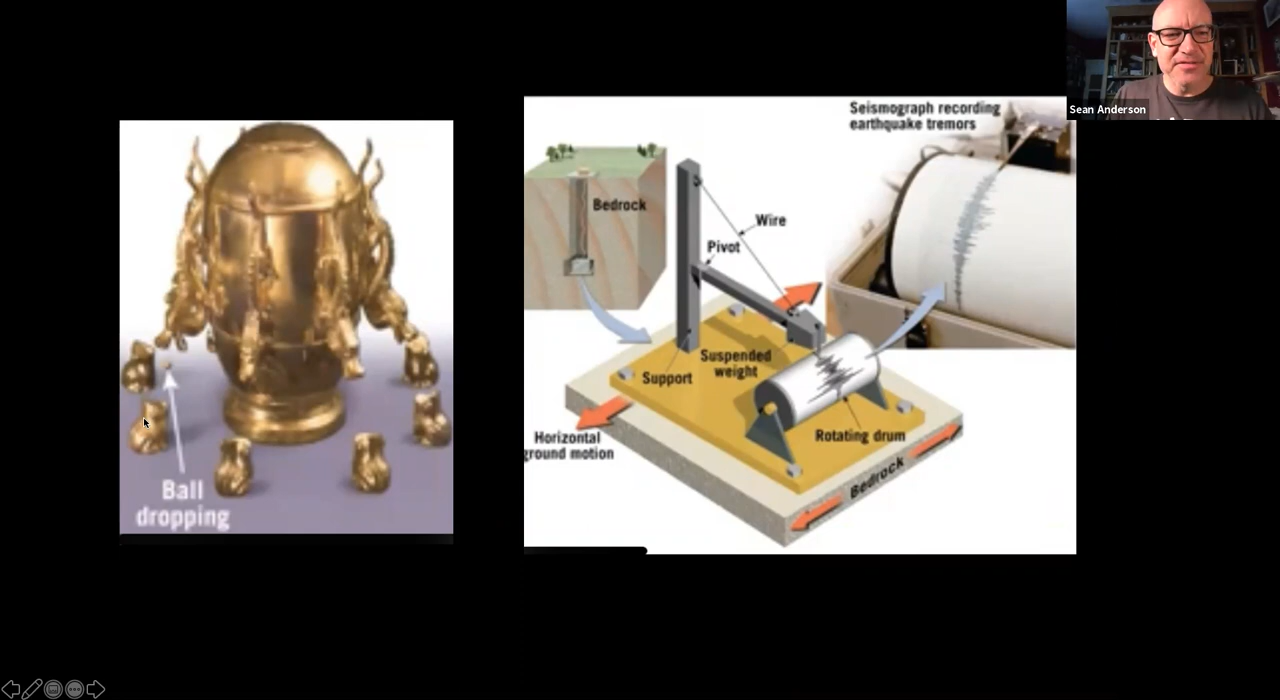 Sean Anderson
Seismograph recording
earthquake tremors
Bedrock
Wire
Pivot
Suspended
weight
Support
Rotating drum
Horizontal
ground motion
Bedrock
Ball
dropping